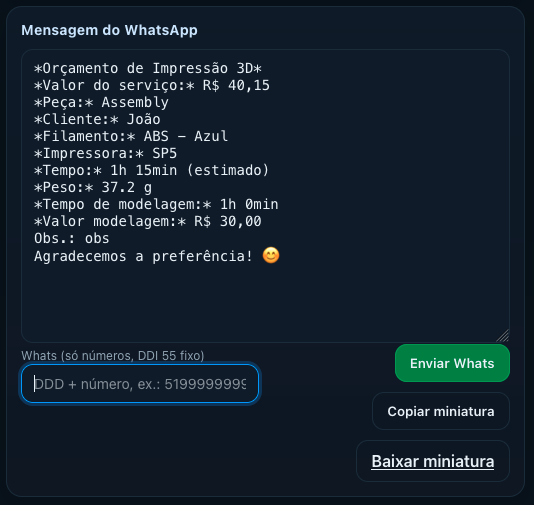 Mensagem do WhatsApp
*Orçamento de Impressão 3D*
*Valor do serviço:* R$ 40,15
*Peça:* Assembly
*Cliente:* João
*Filamento:* ABS – Azul
*Impressora:* SP5
*Tempo:* 1h 15min (estimado)
*Peso:* 37.2 g
*Tempo de modelagem:* 1h 0min
*Valor modelagem:* R$ 30,00
Obs.: obs
Agradecemos a preferência! 😊
Whats (só números, DDI 55 fixo)
DDD + número, ex.: 5199999999
Enviar Whats
Copiar miniatura
Baixar miniatura